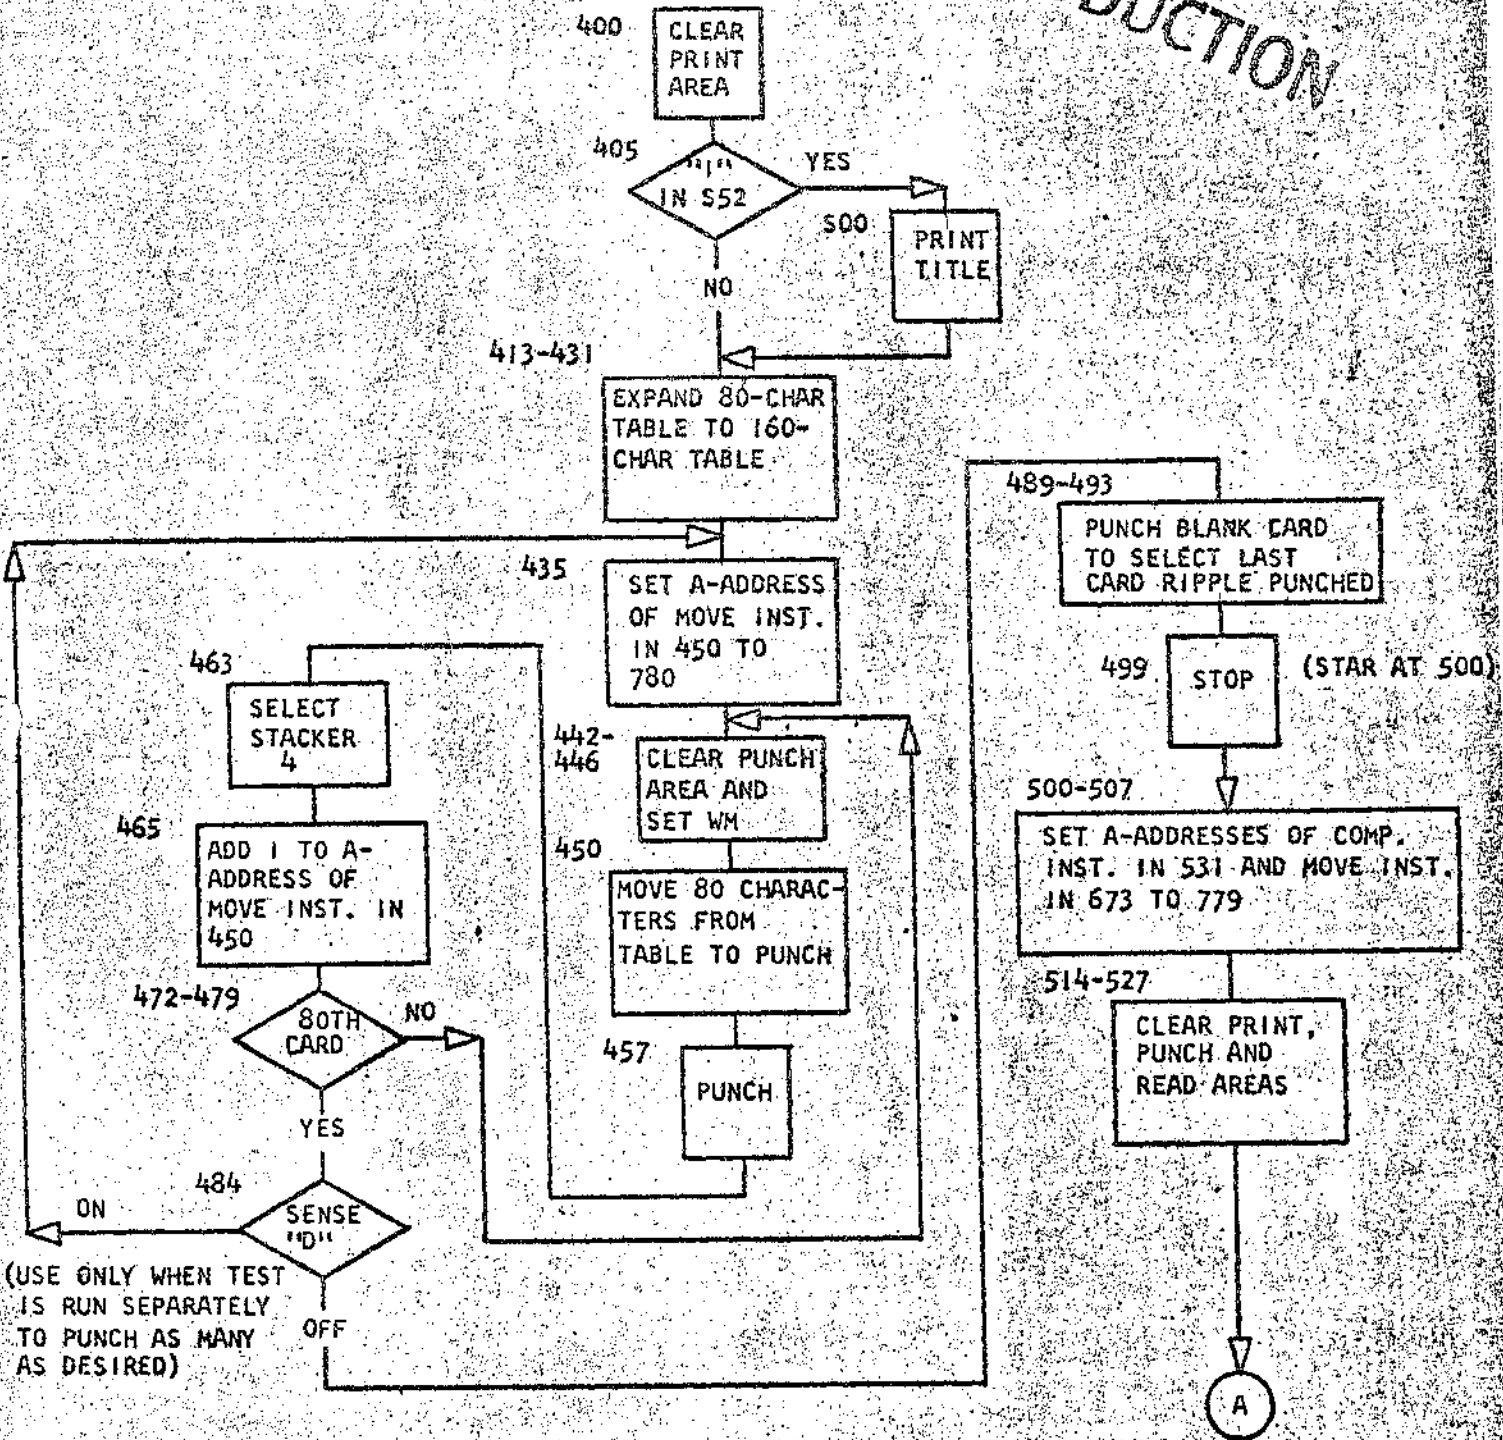 DUCTION
400
CLEAR
PRINT
AREA
405
"1"
IN S52
YES
NO
S00
PRINT
TITLE
413-431
EXPAND 80-CHAR
TABLE TO 160-
CHAR TABLE
435
SET A-ADDRESS
OF MOVE INST.
IN 450 TO
780
442-
446
CLEAR PUNCH
AREA AND
SET WM
450
MOVE 80 CHARAC-
TERS FROM
TABLE TO PUNCH
457
PUNCH
463
SELECT
STACKER
4
465
ADD 1 TO A-
ADDRESS OF
MOVE INST. IN
450
472-479
80TH
CARD
NO
YES
484
SENSE
"D"
ON
(USE ONLY WHEN TEST
IS RUN SEPARATELY
TO PUNCH AS MANY
AS DESIRED)
OFF
489-493
PUNCH BLANK CARD
TO SELECT LAST
CARD RIPPLE PUNCHED
499
STOP
(STAR AT 500)
500-507
SET A-ADDRESSES OF COMP.
INST. IN 531 AND MOVE INST.
IN 673 TO 779
514-527
CLEAR PRINT,
PUNCH AND
READ AREAS
A